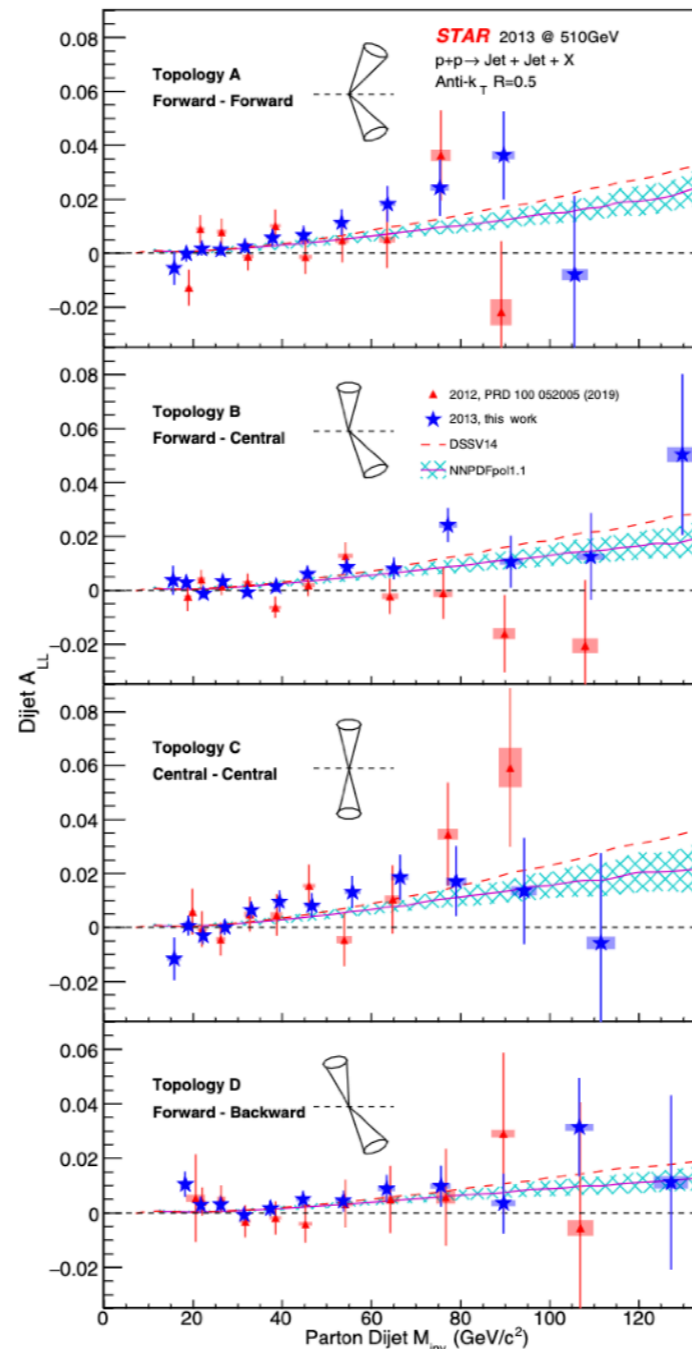 STAR 2013 @ 510GeV
p+p→ Jet + Jet + X
Anti-k_T R=0.5
Topology A
Forward - Forward
0.08
0.06
0.04
0.02
0
−0.02
2012, PRD 100 052005 (2019)
2013, this work
DSSV14
NNPDFpol1.1
Topology B
Forward - Central
0.08
0.06
0.04
0.02
0
−0.02
Dijet A_LL
Topology C
Central - Central
0.08
0.06
0.04
0.02
0
−0.02
Topology D
Forward - Backward
0.06
0.04
0.02
0
−0.02
0 20 40 60 80 100 120
Parton Dijet M_inv (GeV/c²)